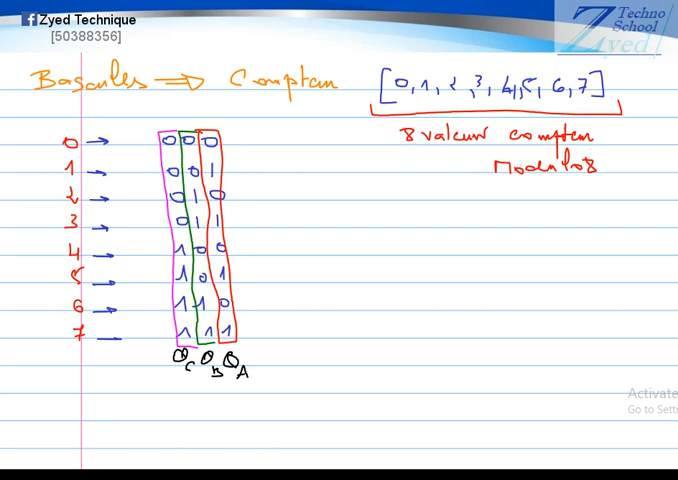 Zyed Technique
[50388356]
Techno
School
Zyed
Bascules ⇒ Compteur [0, 1, 2, 3, 4, 5, 6, 7]
8 valeur compteur
Modulo 8
0 → 0 0 0
1 → 0 0 1
2 → 0 1 0
3 → 0 1 1
4 → 1 0 0
5 → 1 0 1
6 → 1 1 0
7 → 1 1 1
Q_C Q_B Q_A
Activate
Go to Setti